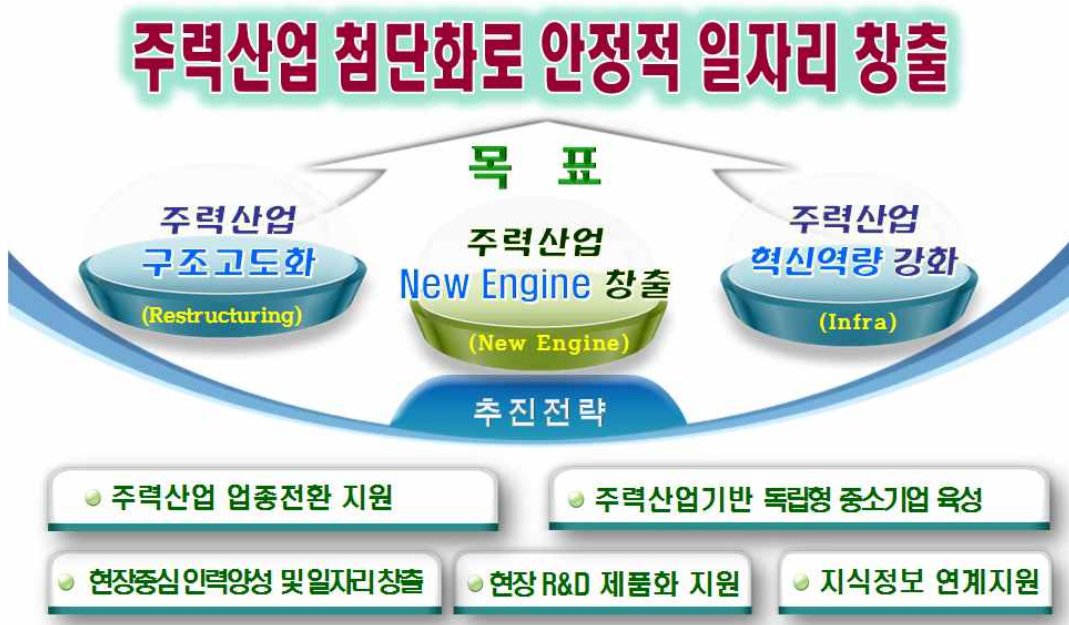 주력산업 첨단화로 안정적 일자리 창출
목 표
주력산업
구조고도화
(Restructuring)
주력산업
New Engine 창출
(New Engine)
주력산업
혁신역량 강화
(Infra)
추진전략
주력산업 업종전환 지원
주력산업기반 독립형 중소기업 육성
현장중심 인력양성 및 일자리 창출
현장 R&D 제품화 지원
지식정보 연계지원